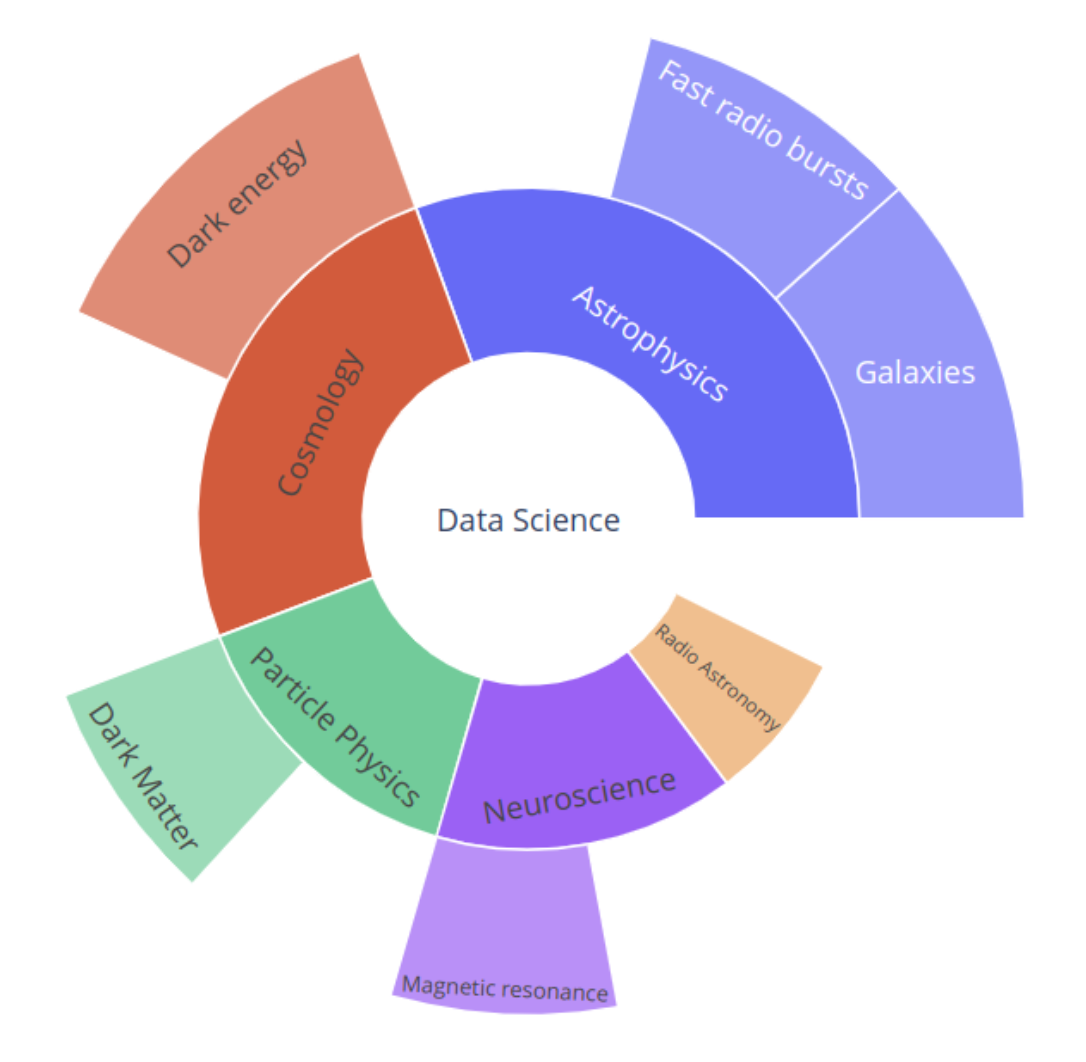 Fast radio bursts
Dark energy
Astrophysics
Galaxies
Cosmology
Data Science
Radio Astronomy
Particle Physics
Dark Matter
Neuroscience
Magnetic resonance